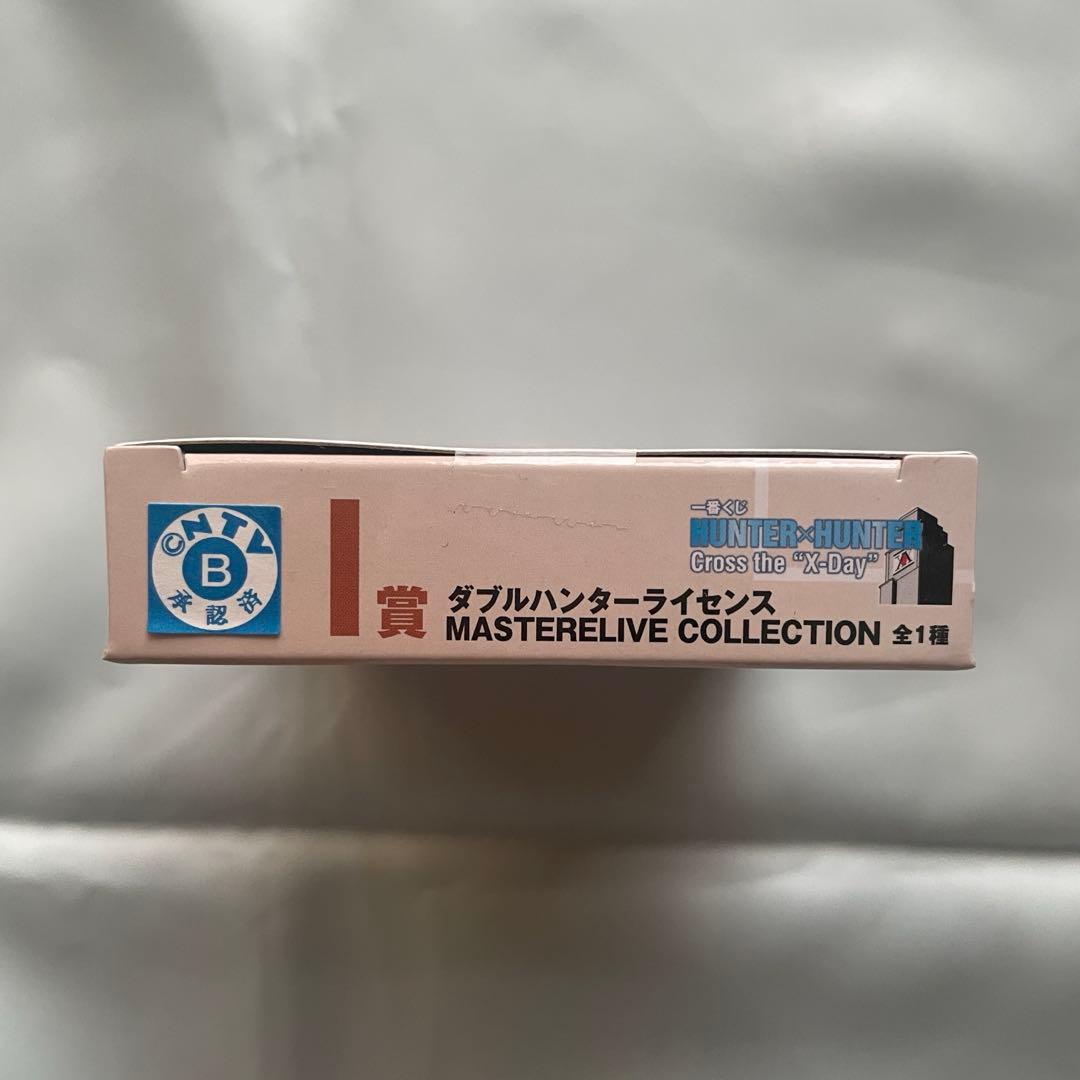 ©NTV
B
承認済
I賞
ダブルハンターライセンス
MASTERELIVE COLLECTION 全1種
一番くじ
HUNTER×HUNTER
Cross the "X-Day"